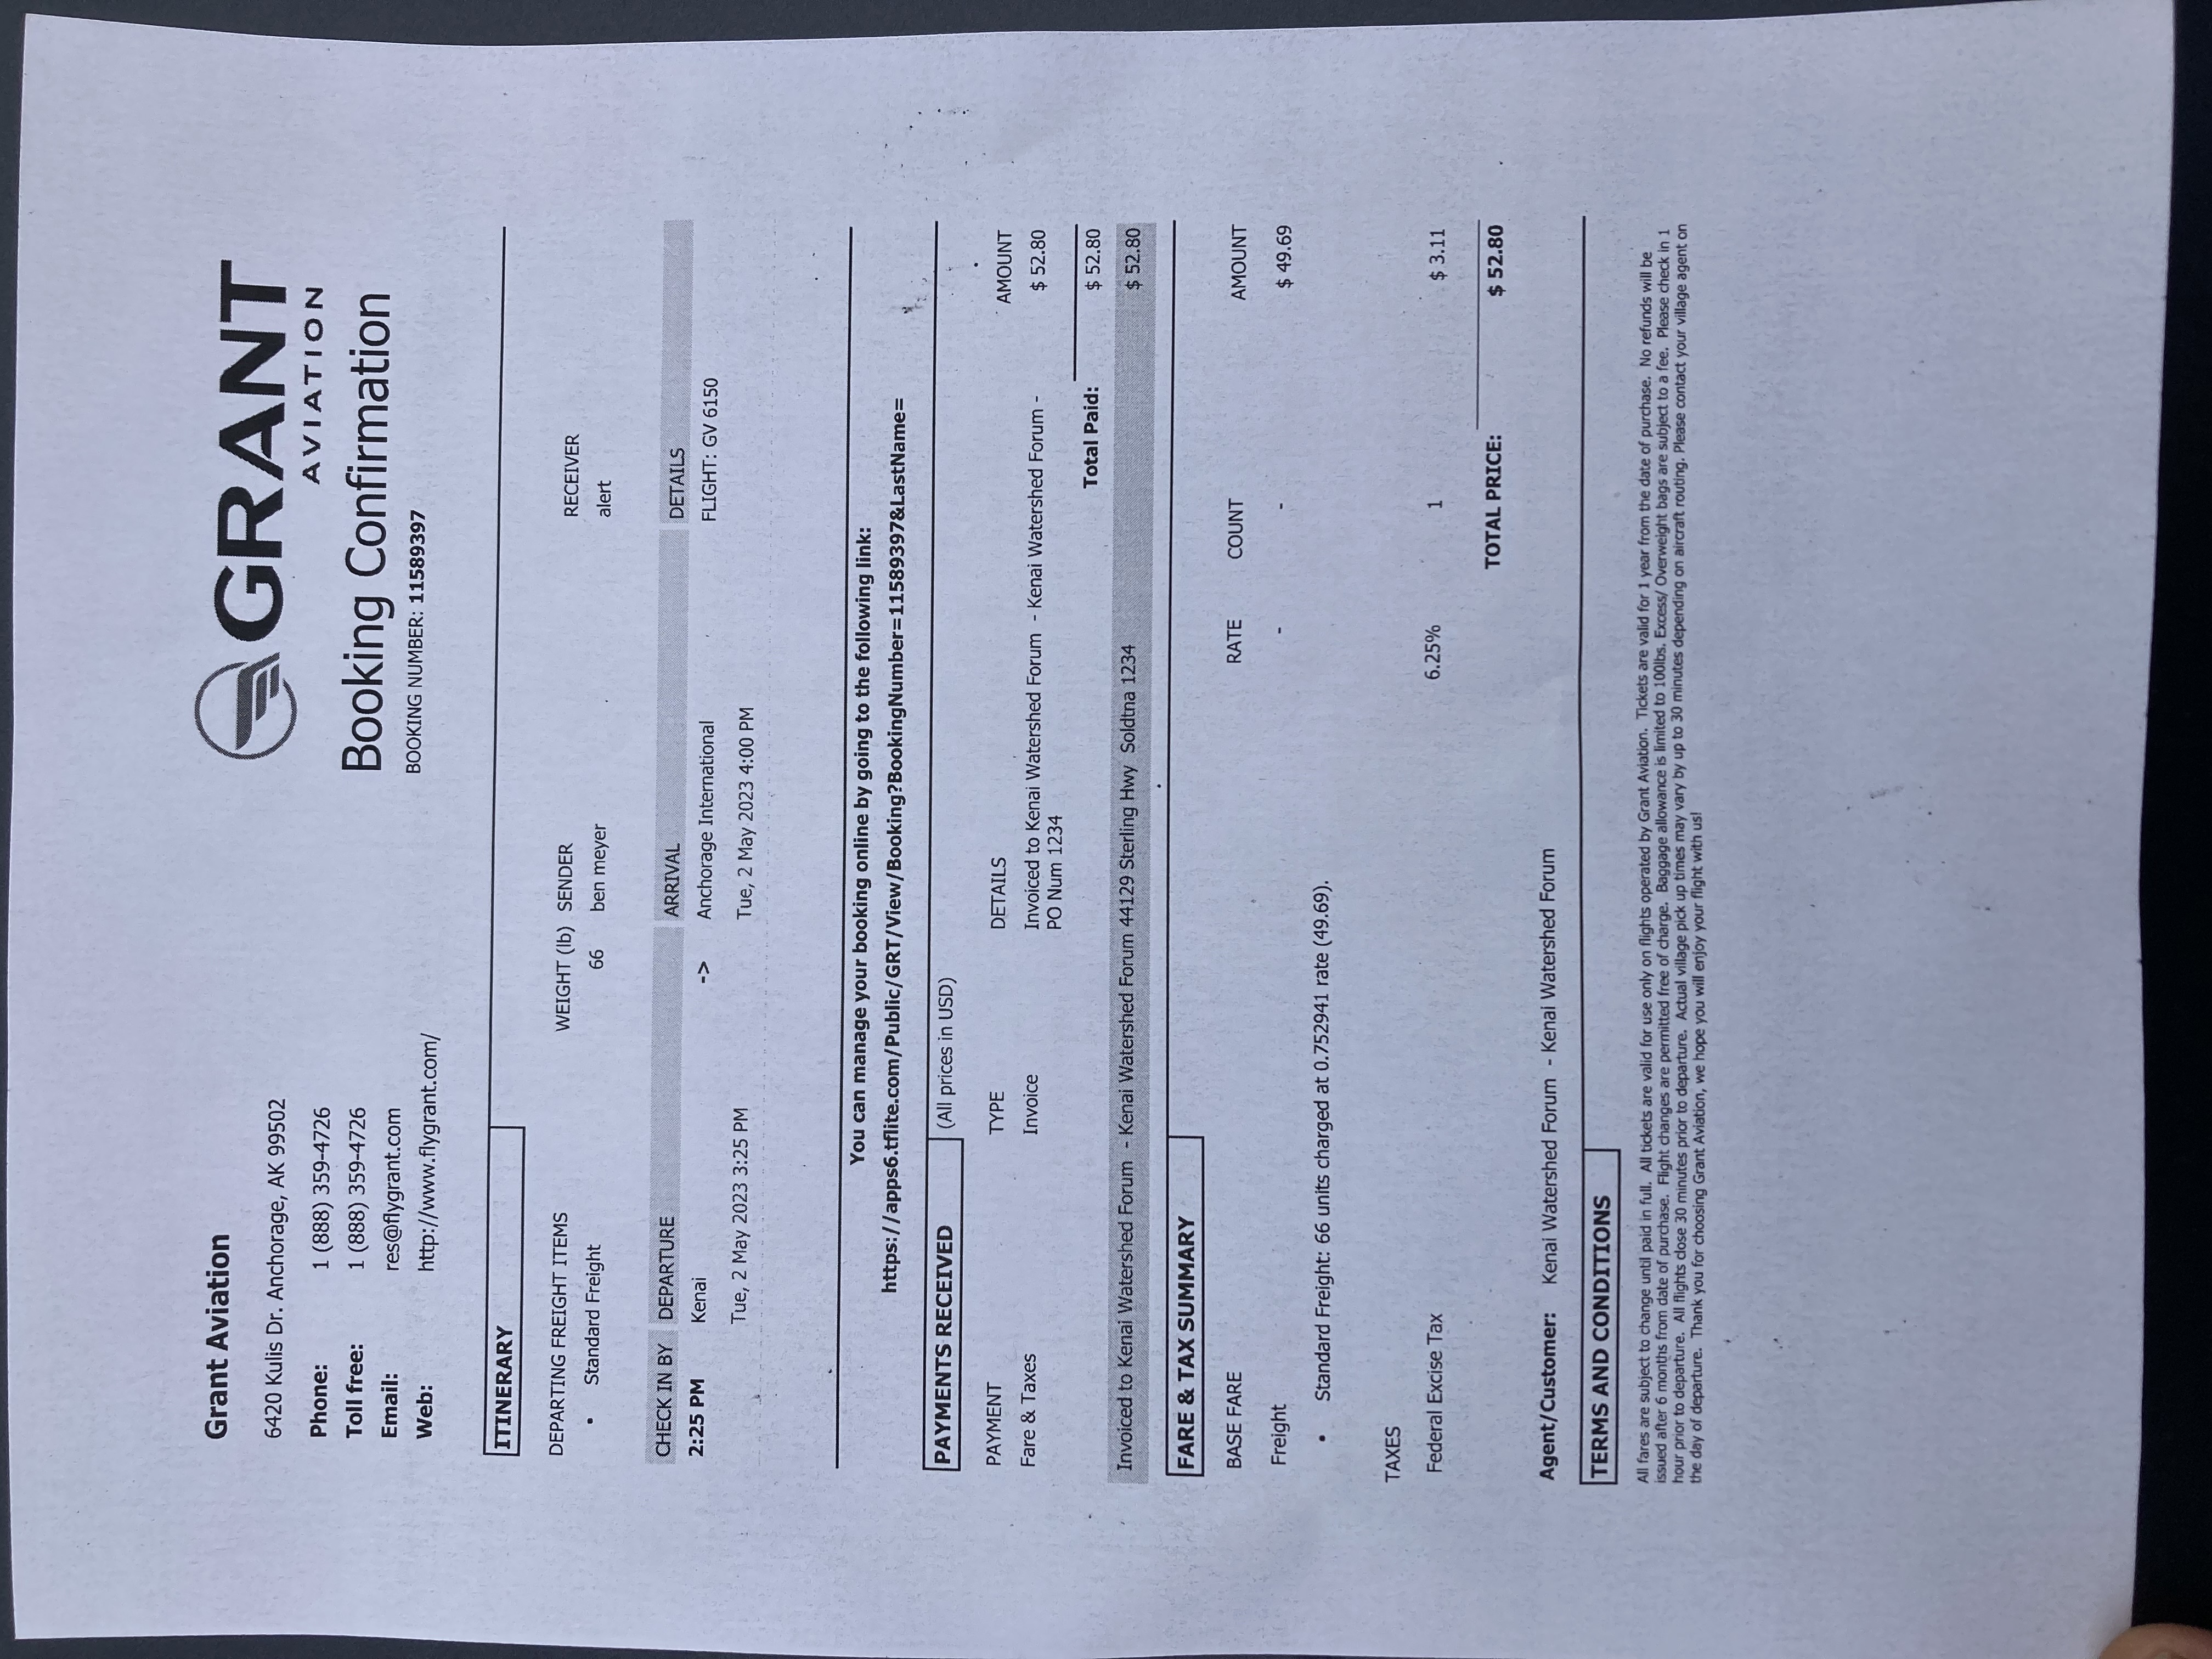 Grant Aviation
6420 Kulis Dr. Anchorage, AK 99502
Phone: 1 (888) 359-4726
Toll free: 1 (888) 359-4726
Email: res@flygrant.com
Web: http://www.flygrant.com/
GRANT
AVIATION
Booking Confirmation
BOOKING NUMBER: 11589397
ITINERARY
DEPARTING FREIGHT ITEMS WEIGHT (lb) SENDER RECEIVER
• Standard Freight 66 ben meyer alert
CHECK IN BY DEPARTURE ARRIVAL DETAILS
2:25 PM Kenai -> Anchorage International FLIGHT: GV 6150
Tue, 2 May 2023 3:25 PM Tue, 2 May 2023 4:00 PM
You can manage your booking online by going to the following link:
https://apps6.tflite.com/Public/GRT/View/Booking?BookingNumber=11589397&LastName=
PAYMENTS RECEIVED (All prices in USD)
PAYMENT TYPE DETAILS AMOUNT
Fare & Taxes Invoice Invoiced to Kenai Watershed Forum - Kenai Watershed Forum - $ 52.80
PO Num 1234
Total Paid: $ 52.80
Invoiced to Kenai Watershed Forum - Kenai Watershed Forum 44129 Sterling Hwy Soldtna 1234 $ 52.80
FARE & TAX SUMMARY
BASE FARE RATE COUNT AMOUNT
Freight - - $ 49.69
• Standard Freight: 66 units charged at 0.752941 rate (49.69).
TAXES
Federal Excise Tax 6.25% 1 $ 3.11
TOTAL PRICE: $ 52.80
Agent/Customer: Kenai Watershed Forum - Kenai Watershed Forum
TERMS AND CONDITIONS
All fares are subject to change until paid in full. All tickets are valid for use only on flights operated by Grant Aviation. Tickets are valid for 1 year from the date of purchase. No refunds will be
issued after 6 months from date of purchase. Flight changes are permitted free of charge. Baggage allowance is limited to 100lbs. Excess/ Overweight bags are subject to a fee. Please check in 1
hour prior to departure. All flights close 30 minutes prior to departure. Actual village pick up times may vary by up to 30 minutes depending on aircraft routing. Please contact your village agent on
the day of departure. Thank you for choosing Grant Aviation, we hope you will enjoy your flight with us!